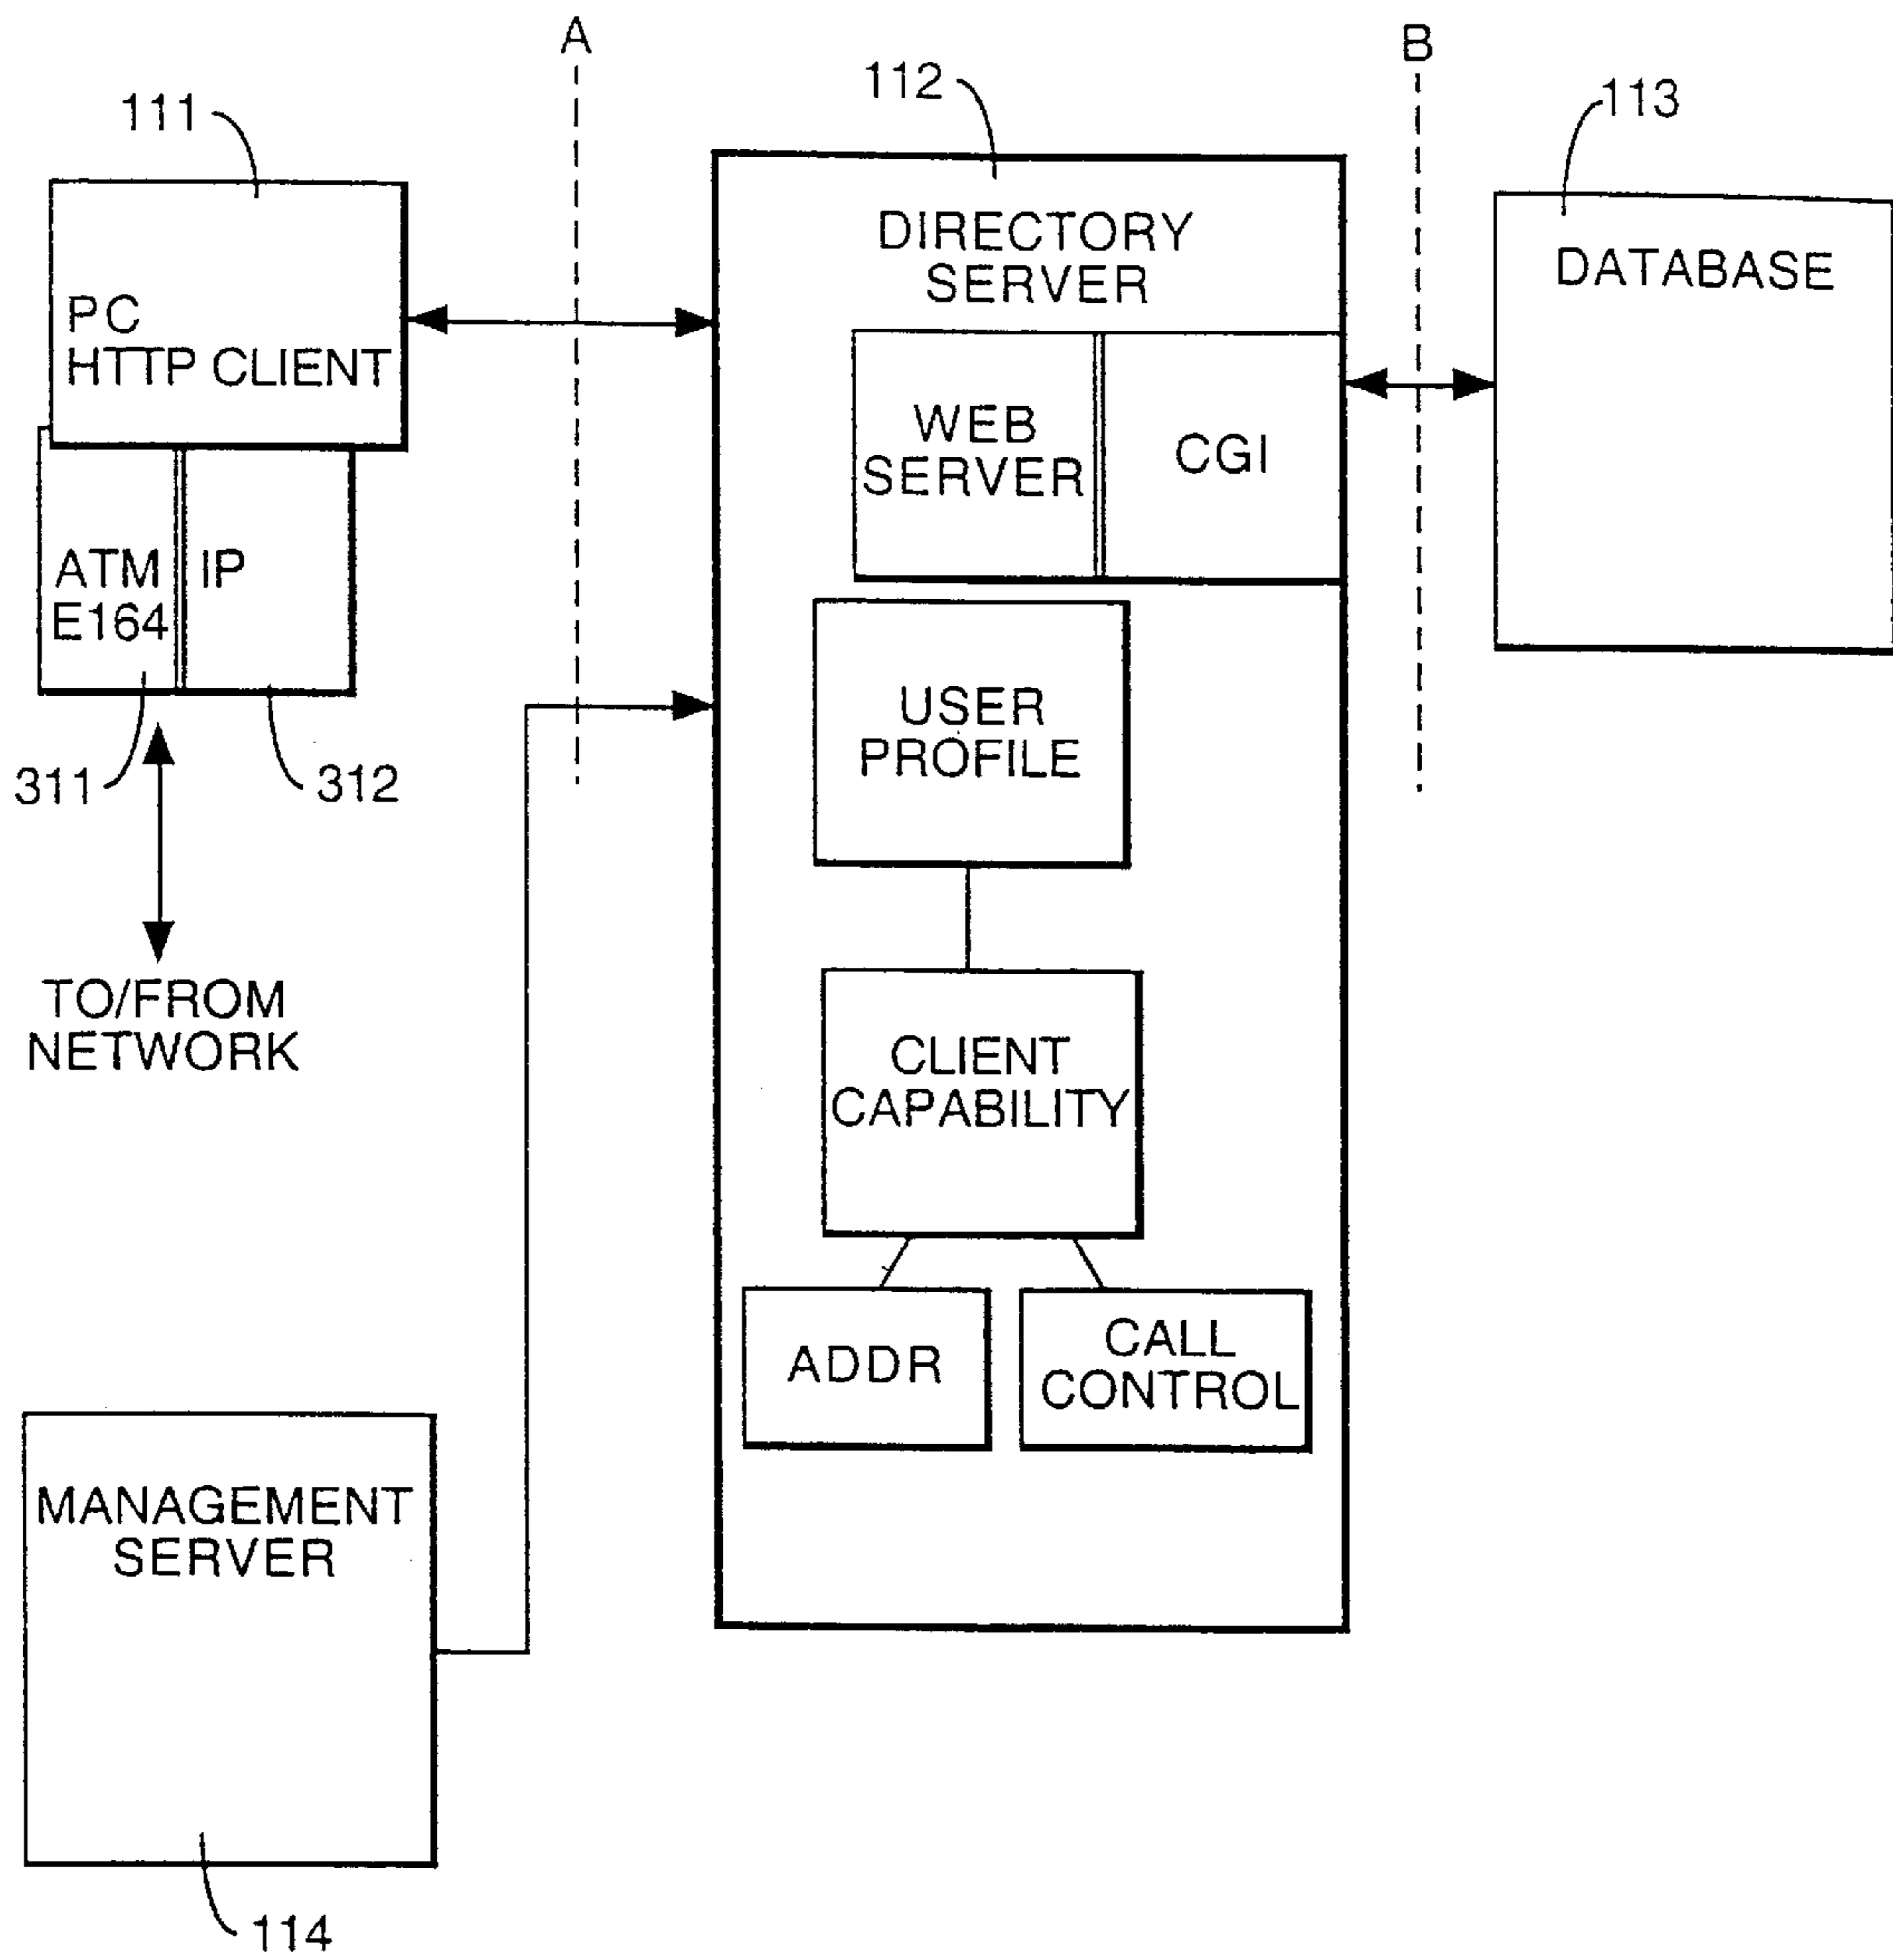 A
B
111
112
113
DIRECTORY
SERVER
DATABASE
PC
HTTP CLIENT
WEB
SERVER
CGI
ATM
E164
IP
311
312
USER
PROFILE
TO/FROM
NETWORK
CLIENT
CAPABILITY
ADDR
CALL
CONTROL
MANAGEMENT
SERVER
114